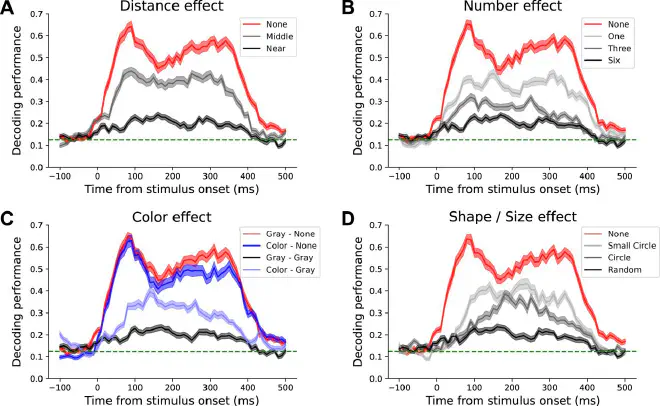 A
Distance effect
Decoding performance
0.7
0.6
0.5
0.4
0.3
0.2
0.1
0.0
None
Middle
Near
−100 0 100 200 300 400 500
Time from stimulus onset (ms)
B
Number effect
Decoding performance
0.7
0.6
0.5
0.4
0.3
0.2
0.1
0.0
None
One
Three
Six
−100 0 100 200 300 400 500
Time from stimulus onset (ms)
C
Color effect
Decoding performance
0.7
0.6
0.5
0.4
0.3
0.2
0.1
0.0
Gray - None
Color - None
Gray - Gray
Color - Gray
−100 0 100 200 300 400 500
Time from stimulus onset (ms)
D
Shape / Size effect
Decoding performance
0.7
0.6
0.5
0.4
0.3
0.2
0.1
0.0
None
Small Circle
Circle
Random
−100 0 100 200 300 400 500
Time from stimulus onset (ms)